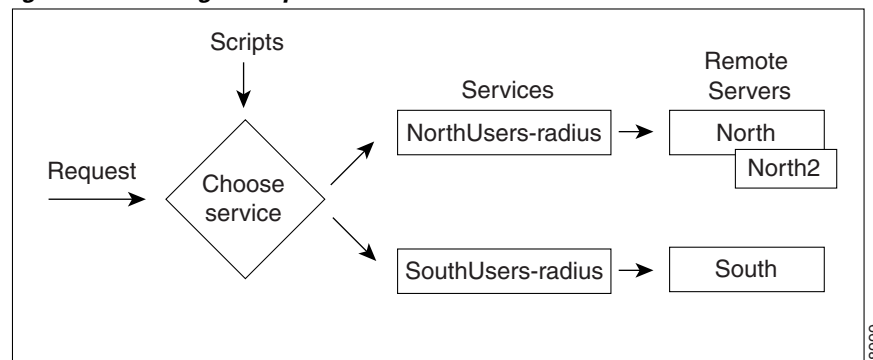 Scripts
Remote
Servers
Services
NorthUsers-radius
North
North2
Request
Choose
service
SouthUsers-radius
South